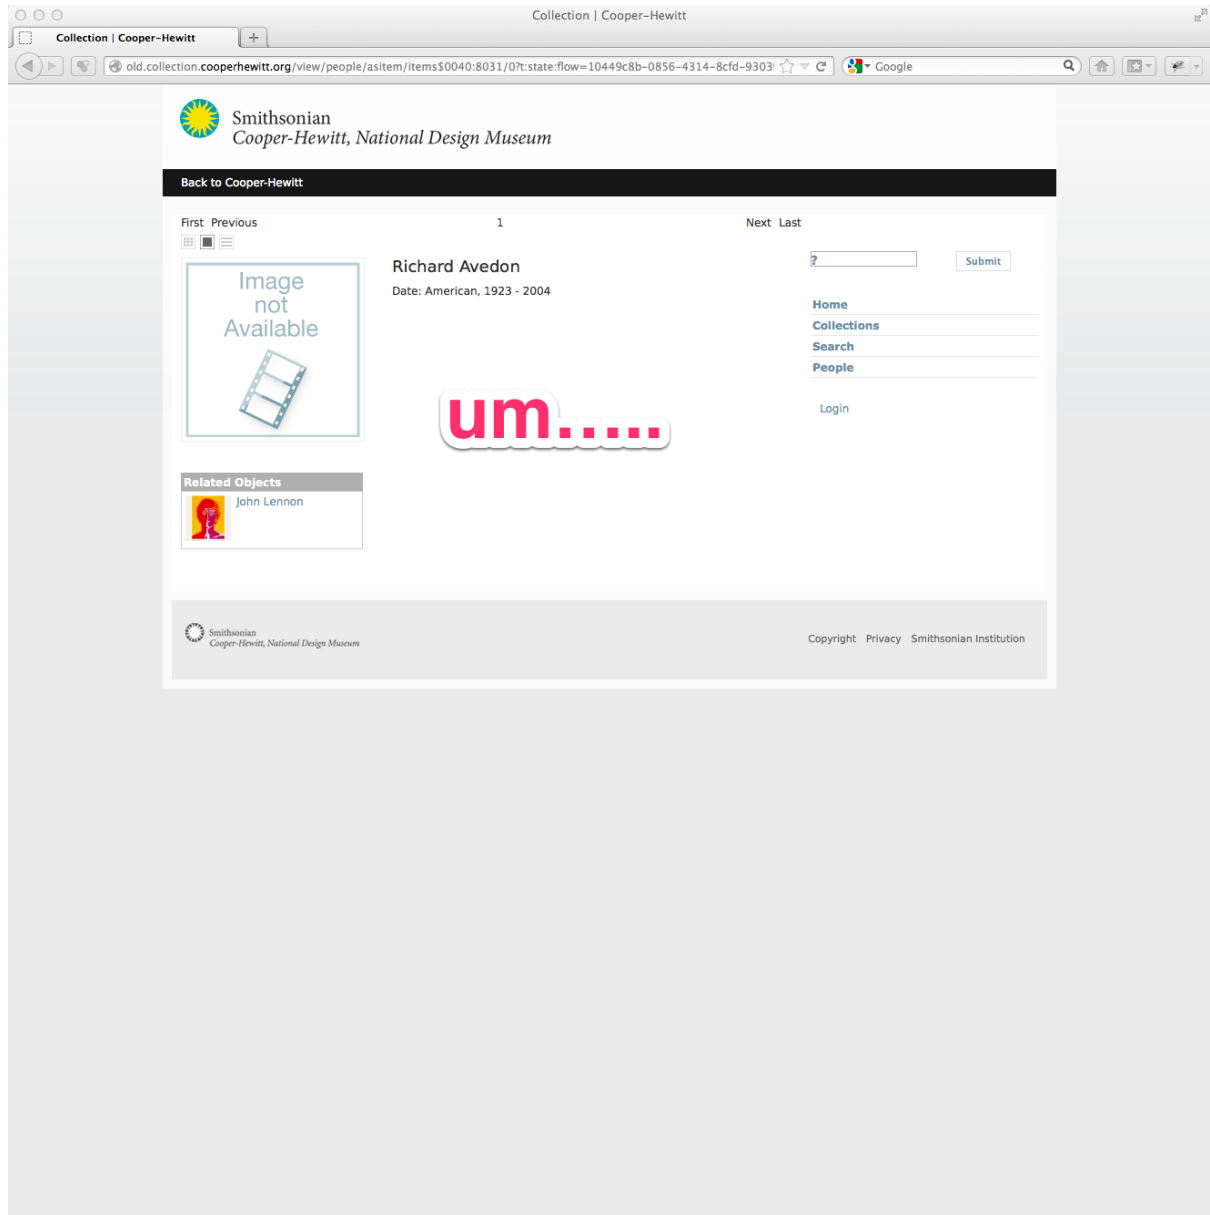 Collection | Cooper-Hewitt
Collection | Cooper-Hewitt
old.collection.cooperhewitt.org/view/people/asitem/items$0040:8031/0?t:state:flow=10449c8b-0856-4314-8cfd-9303
Google
Smithsonian
Cooper-Hewitt, National Design Museum
Back to Cooper-Hewitt
First Previous 1 Next Last
? Submit
Image
not
Available
Richard Avedon
Date: American, 1923 - 2004
Home
Collections
Search
People
Login
um.....
Related Objects
John Lennon
Smithsonian
Cooper-Hewitt, National Design Museum
Copyright Privacy Smithsonian Institution